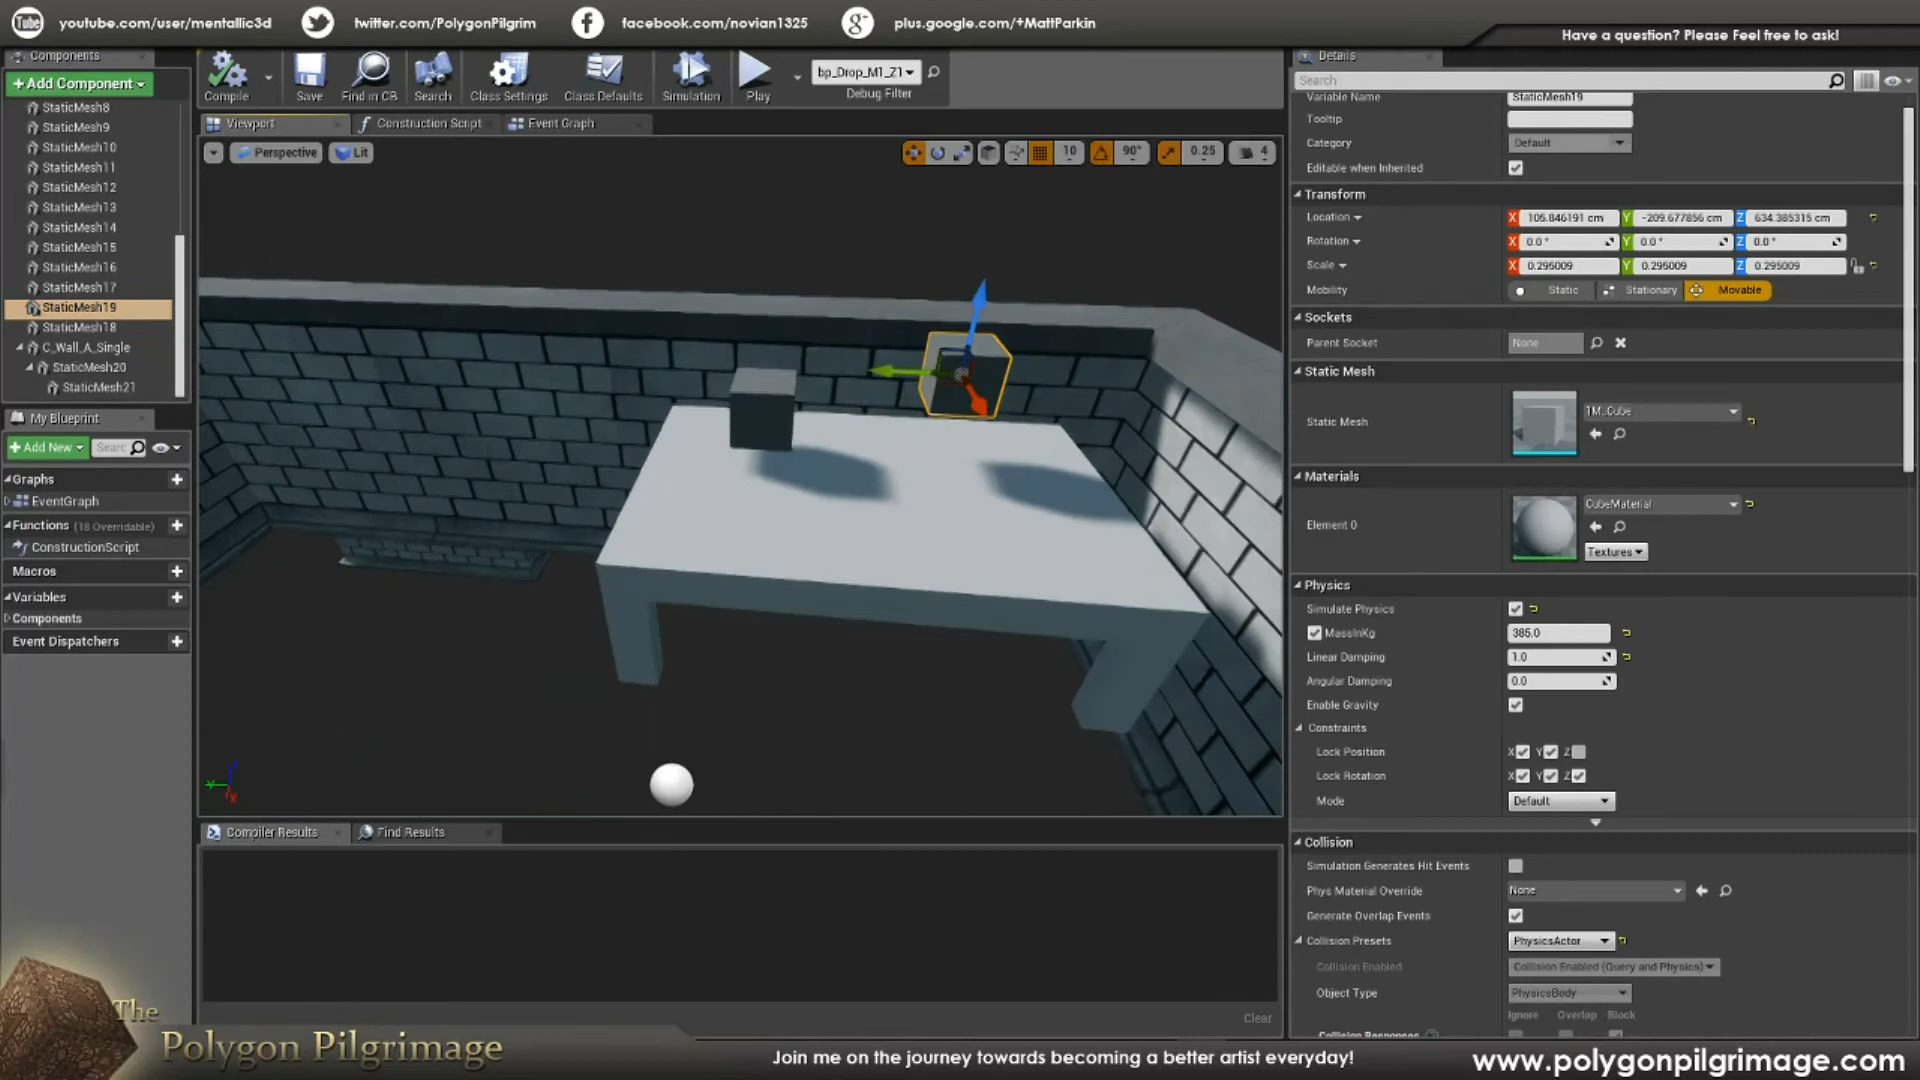 youtube.com/user/mentallic3d
twitter.com/PolygonPilgrim
facebook.com/novian1325
plus.google.com/+MattParkin
Have a question? Please Feel free to ask!
Components
+ Add Component
StaticMesh8
StaticMesh9
StaticMesh10
StaticMesh11
StaticMesh12
StaticMesh13
StaticMesh14
StaticMesh15
StaticMesh16
StaticMesh17
StaticMesh19
StaticMesh18
C_Wall_A_Single
StaticMesh20
StaticMesh21
My Blueprint
+ Add New
Searc
Graphs
EventGraph
Functions (18 Overridable)
ConstructionScript
Macros
Variables
Components
Event Dispatchers
Compile
Save
Find in CB
Search
Class Settings
Class Defaults
Simulation
Play
bp_Drop_M1_Z1
Debug Filter
Viewport
Construction Script
Event Graph
Perspective
Lit
10
90°
0.25
4
Compiler Results
Find Results
Clear
Details
Search
Variable Name
StaticMesh19
Tooltip
Category
Default
Editable when Inherited
Transform
Location
X 105.846191 cm Y -209.677856 cm Z 634.385315 cm
Rotation
X 0.0 ° Y 0.0 ° Z 0.0 °
Scale
X 0.295009 Y 0.295009 Z 0.295009
Mobility
Static
Stationary
Movable
Sockets
Parent Socket
None
Static Mesh
Static Mesh
TM_Cube
Materials
Element 0
CubeMaterial
Textures
Physics
Simulate Physics
MassInKg
385.0
Linear Damping
1.0
Angular Damping
0.0
Enable Gravity
Constraints
Lock Position
X Y Z
Lock Rotation
X Y Z
Mode
Default
Collision
Simulation Generates Hit Events
Phys Material Override
None
Generate Overlap Events
Collision Presets
PhysicsActor
Collision Enabled
Collision Enabled (Query and Physics)
Object Type
PhysicsBody
Ignore Overlap Block
Collision Responses
The
Polygon Pilgrimage
Join me on the journey towards becoming a better artist everyday!
www.polygonpilgrimage.com